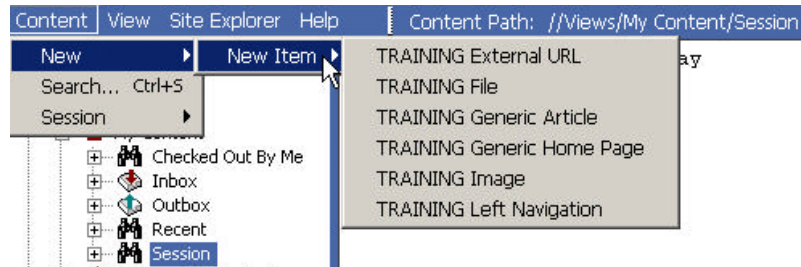 Content View Site Explorer Help Content Path: //Views/My Content/Session
New New Item TRAINING External URL ay
Search... Ctrl+S TRAINING File
Session TRAINING Generic Article
Checked Out By Me TRAINING Generic Home Page
Inbox TRAINING Image
Outbox TRAINING Left Navigation
Recent
Session